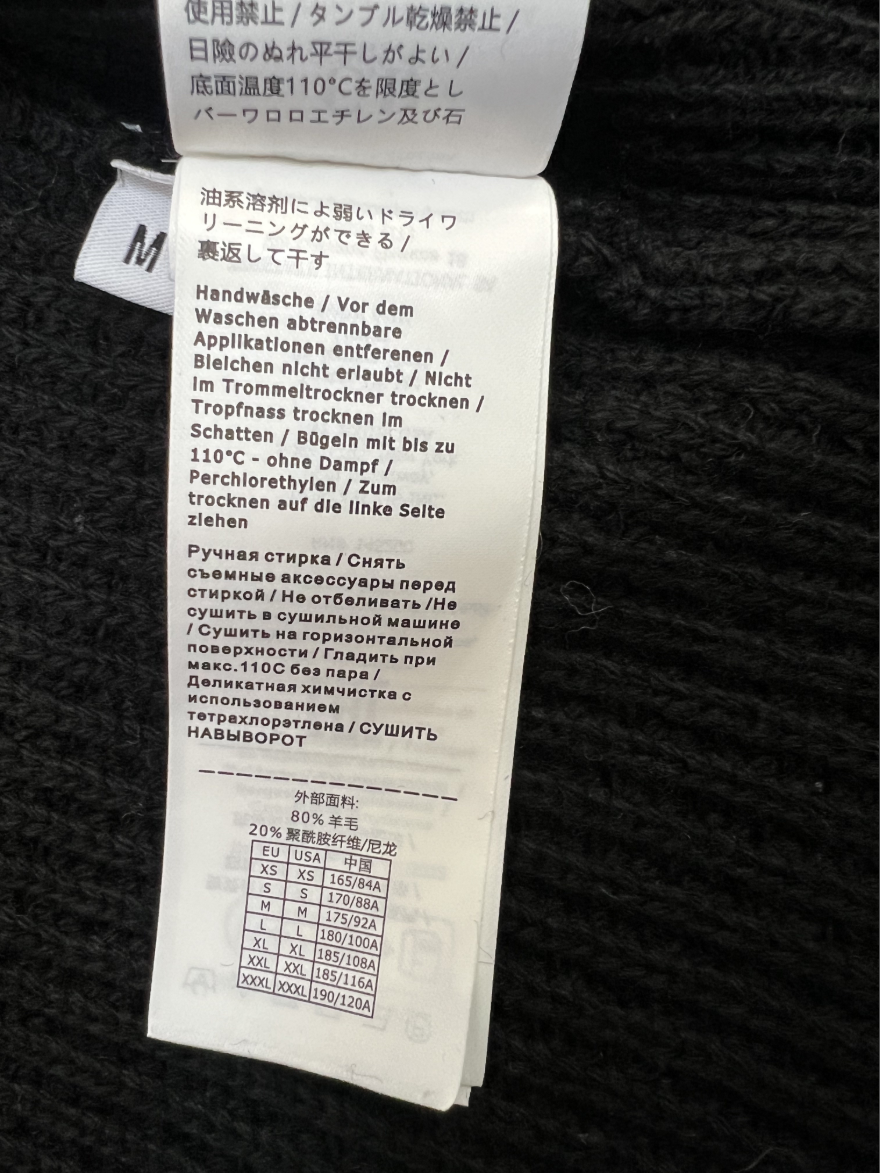 使用禁止 / タンブル乾燥禁止 /
日險のぬれ平干しがよい /
底面温度110°Cを限度とし
バーワロロエチレン及び石
M
油系溶剤によ弱いドライワ
リーニングができる /
裏返して干す
Handwäsche / Vor dem
Waschen abtrennbare
Applikationen entferenen /
Bleichen nicht erlaubt / Nicht
im Trommeltrockner trocknen /
Tropfnass trocknen im
Schatten / Bügeln mit bis zu
110°C - ohne Dampf /
Perchlorethylen / Zum
trocknen auf die linke Seite
ziehen
Ручная стирка / Снять
съемные аксессуары перед
стиркой / Не отбеливать /Не
сушить в сушильной машине
/ Сушить на горизонтальной
поверхности / Гладить при
макс.110С без пара /
Деликатная химчистка с
использованием
тетрахлорэтлена / СУШИТЬ
НАВЫВОРОТ
外部面料:
80% 羊毛
20% 聚酰胺纤维/尼龙
EU USA 中国
XS XS 165/84A
S S 170/88A
M M 175/92A
L L 180/100A
XL XL 185/108A
XXL XXL 185/116A
XXXL XXXL 190/120A